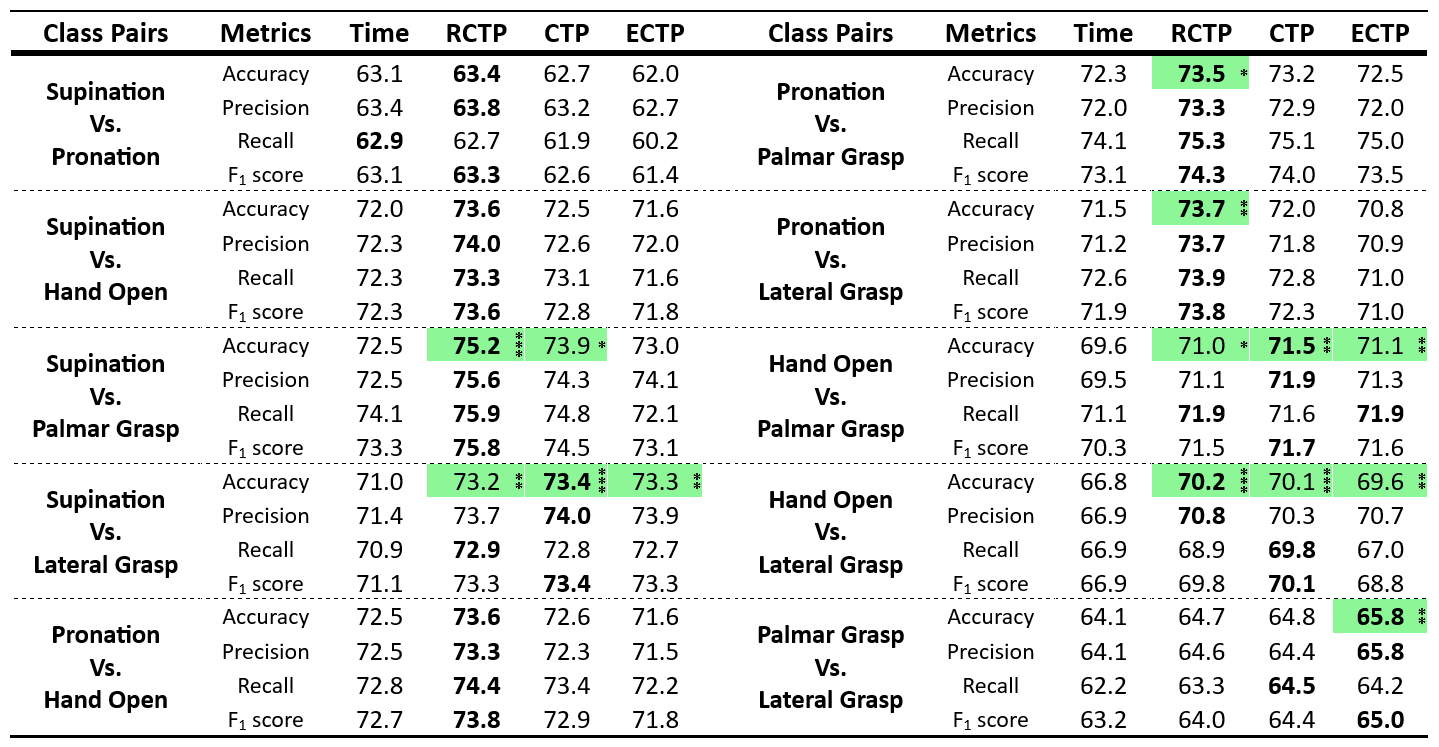 Class Pairs Metrics Time RCTP CTP ECTP Class Pairs Metrics Time RCTP CTP ECTP
Supination Vs. Pronation Accuracy 63.1 63.4 62.7 62.0 Pronation Vs. Palmar Grasp Accuracy 72.3 73.5 * 73.2 72.5
Precision 63.4 63.8 63.2 62.7 Precision 72.0 73.3 72.9 72.0
Recall 62.9 62.7 61.9 60.2 Recall 74.1 75.3 75.1 75.0
F1 score 63.1 63.3 62.6 61.4 F1 score 73.1 74.3 74.0 73.5
Supination Vs. Hand Open Accuracy 72.0 73.6 72.5 71.6 Pronation Vs. Lateral Grasp Accuracy 71.5 73.7 ** 72.0 70.8
Precision 72.3 74.0 72.6 72.0 Precision 71.2 73.7 71.8 70.9
Recall 72.3 73.3 73.1 71.6 Recall 72.6 73.9 72.8 71.0
F1 score 72.3 73.6 72.8 71.8 F1 score 71.9 73.8 72.3 71.0
Supination Vs. Palmar Grasp Accuracy 72.5 75.2 *** 73.9 * 73.0 Hand Open Vs. Palmar Grasp Accuracy 69.6 71.0 * 71.5 ** 71.1 **
Precision 72.5 75.6 74.3 74.1 Precision 69.5 71.1 71.9 71.3
Recall 74.1 75.9 74.8 72.1 Recall 71.1 71.9 71.6 71.9
F1 score 73.3 75.8 74.5 73.1 F1 score 70.3 71.5 71.7 71.6
Supination Vs. Lateral Grasp Accuracy 71.0 73.2 ** 73.4 *** 73.3 ** Hand Open Vs. Lateral Grasp Accuracy 66.8 70.2 *** 70.1 *** 69.6 **
Precision 71.4 73.7 74.0 73.9 Precision 66.9 70.8 70.3 70.7
Recall 70.9 72.9 72.8 72.7 Recall 66.9 68.9 69.8 67.0
F1 score 71.1 73.3 73.4 73.3 F1 score 66.9 69.8 70.1 68.8
Pronation Vs. Hand Open Accuracy 72.5 73.6 72.6 71.6 Palmar Grasp Vs. Lateral Grasp Accuracy 64.1 64.7 64.8 65.8 **
Precision 72.5 73.3 72.3 71.5 Precision 64.1 64.6 64.4 65.8
Recall 72.8 74.4 73.4 72.2 Recall 62.2 63.3 64.5 64.2
F1 score 72.7 73.8 72.9 71.8 F1 score 63.2 64.0 64.4 65.0